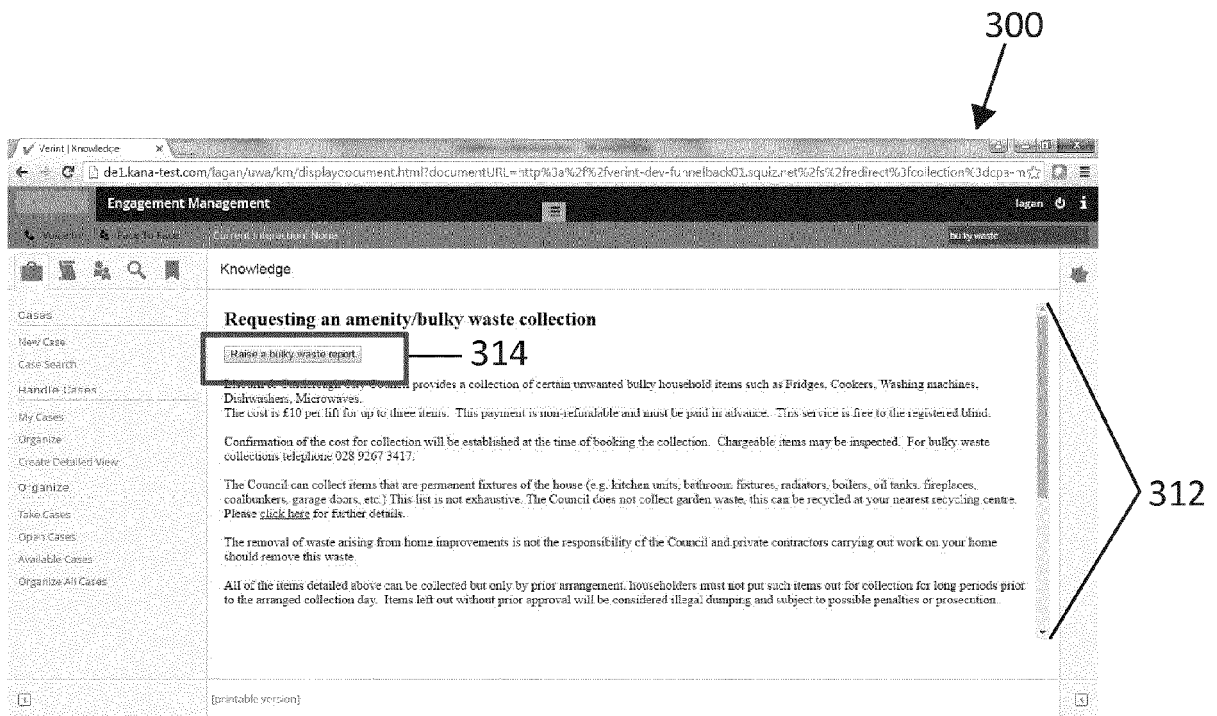 300
Verint | Knowledge
de1.kana-test.com/lagan/uwa/km/displaydocument.html?documentURL=http%3a%2f%2fverint-dev-funnelback01.squiz.net%2fs%2fredirect%3fcollection%3dcpa-m
Engagement Management
lagan
Face To Face
Current Interaction: None
bulky waste
Knowledge
Cases
New Case
Case Search
Handle Cases
My Cases
Organize
Create Detailed View
Organize
Take Cases
Open Cases
Available Cases
Organize All Cases
Requesting an amenity/bulky waste collection
Raise a bulky waste report
314
City Council provides a collection of certain unwanted bulky household items such as Fridges, Cookers, Washing machines,
Dishwashers, Microwaves.
The cost is £10 per lift for up to three items. This payment is non-refundable and must be paid in advance. This service is free to the registered blind.
Confirmation of the cost for collection will be established at the time of booking the collection. Chargeable items may be inspected. For bulky waste
collections telephone 028 9267 3417.
The Council can collect items that are permanent fixtures of the house (e.g. kitchen units, bathroom fixtures, radiators, boilers, oil tanks, fireplaces,
coalbunkers, garage doors, etc.) This list is not exhaustive. The Council does not collect garden waste, this can be recycled at your nearest recycling centre.
Please click here for further details.
The removal of waste arising from home improvements is not the responsibility of the Council and private contractors carrying out work on your home
should remove this waste.
All of the items detailed above can be collected but only by prior arrangement, householders must not put such items out for collection for long periods prior
to the arranged collection day. Items left out without prior approval will be considered illegal dumping and subject to possible penalties or prosecution.
312
[printable version]